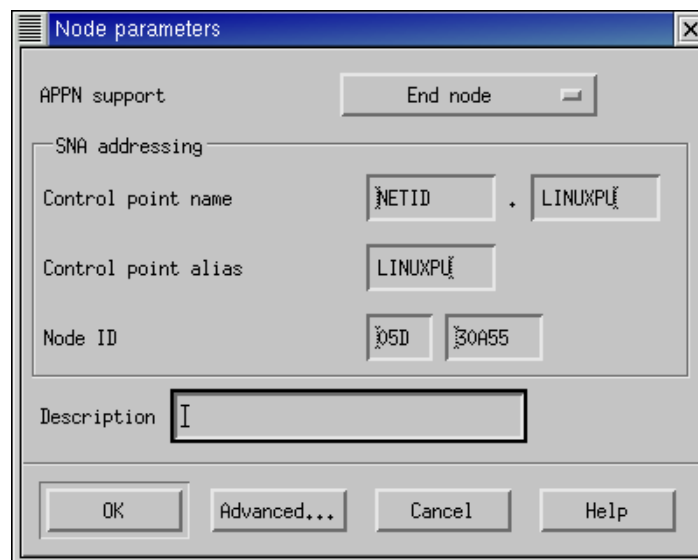 Node parameters
APPN support End node
SNA addressing
Control point name NETID . LINUXPU
Control point alias LINUXPU
Node ID 05D 30A55
Description
OK Advanced... Cancel Help